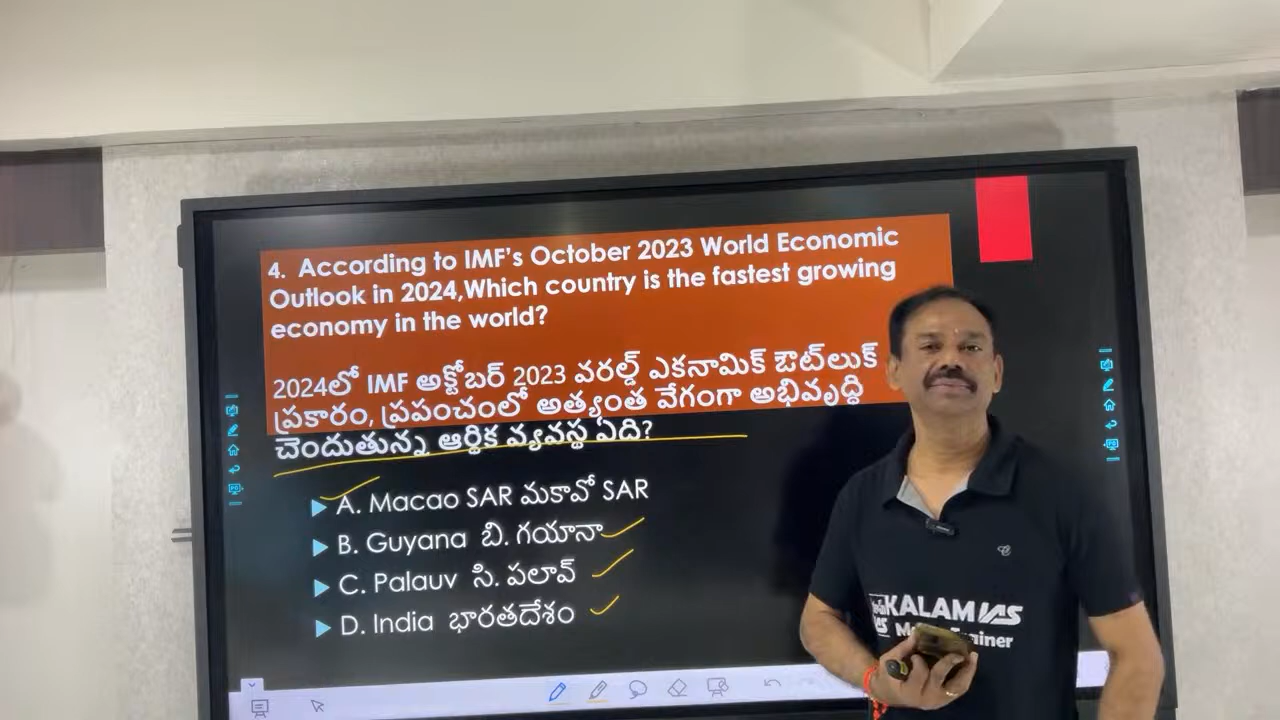 4. According to IMF's October 2023 World Economic
Outlook in 2024,Which country is the fastest growing
economy in the world?
2024లో IMF అక్టోబర్ 2023 వరల్డ్ ఎకనామిక్ ఔట్‌లుక్
ప్రకారం, ప్రపంచంలో అత్యంత వేగంగా అభివృద్ధి
చెందుతున్న ఆర్థిక వ్యవస్థ ఏది?
A. Macao SAR మకావో SAR
B. Guyana బి. గయానా
C. Palauv సి. పలావ్
D. India భారతదేశం
KALAM IAS